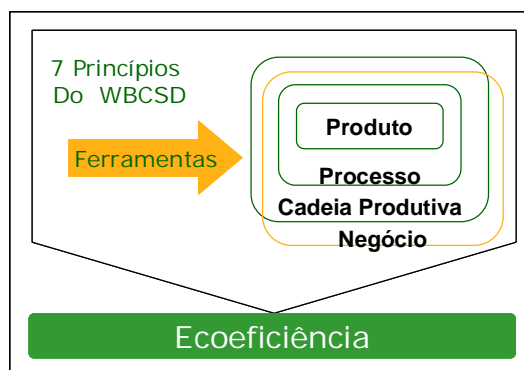 7 Princípios
Do WBCSD
Ferramentas
Produto
Processo
Cadeia Produtiva
Negócio
Ecoeficiência